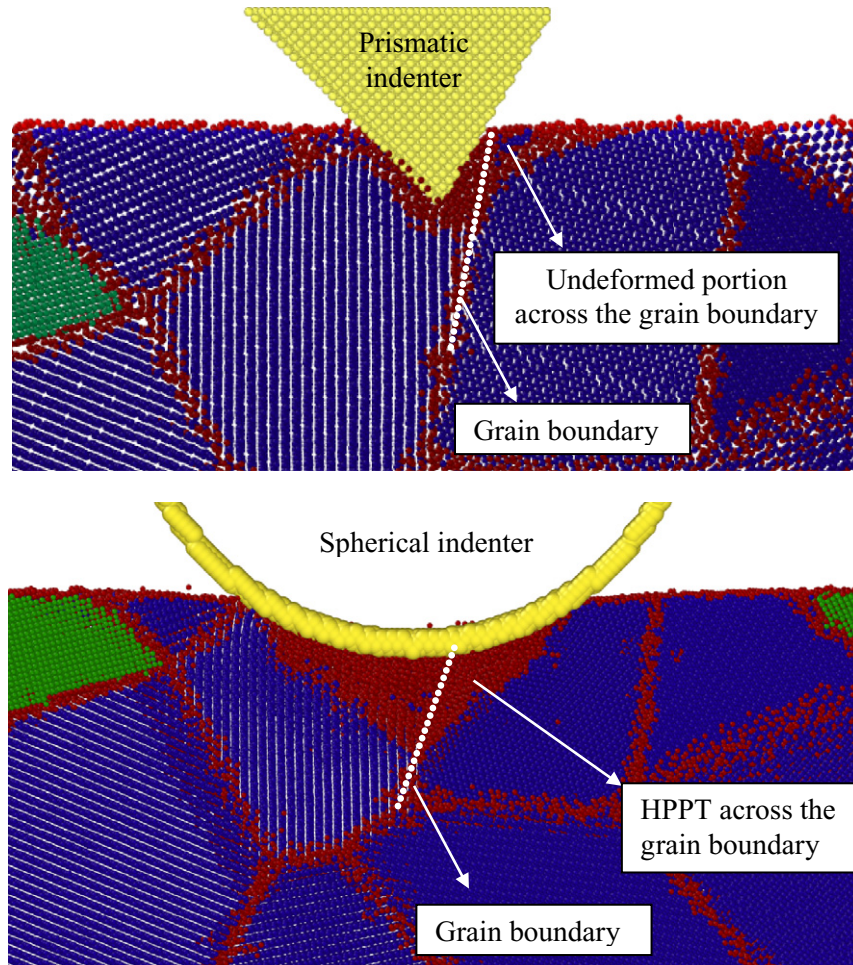 Prismatic
indenter
Undeformed portion
across the grain boundary
Grain boundary
Spherical indenter
HPPT across the
grain boundary
Grain boundary